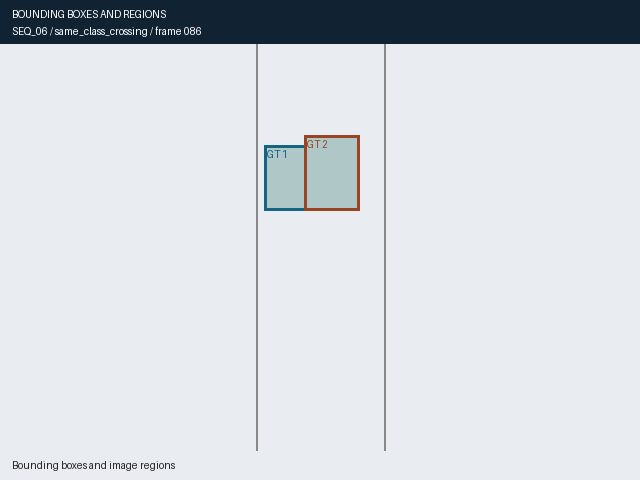 BOUNDING BOXES AND REGIONS
SEQ_06 / same_class_crossing / frame 086
GT1
GT2
Bounding boxes and image regions